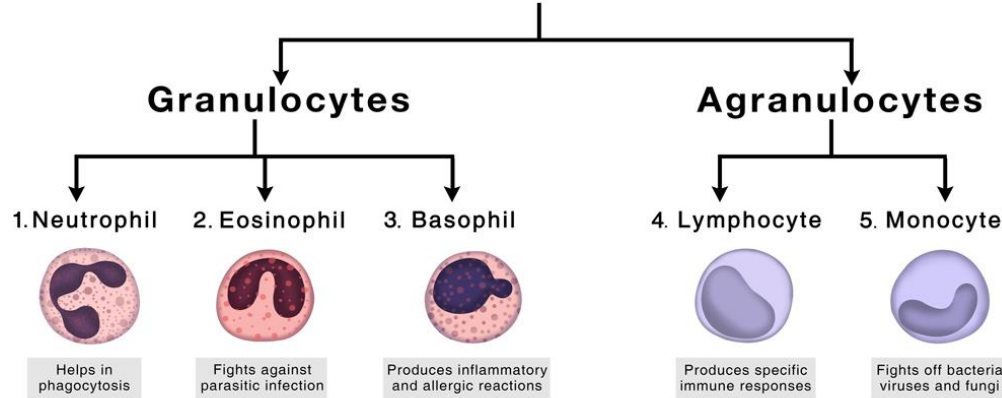 Granulocytes
Agranulocytes
1. Neutrophil
2. Eosinophil
3. Basophil
4. Lymphocyte
5. Monocyte
Helps in
phagocytosis
Fights against
parasitic infection
Produces inflammatory
and allergic reactions
Produces specific
immune responses
Fights off bacteria
viruses and fungi